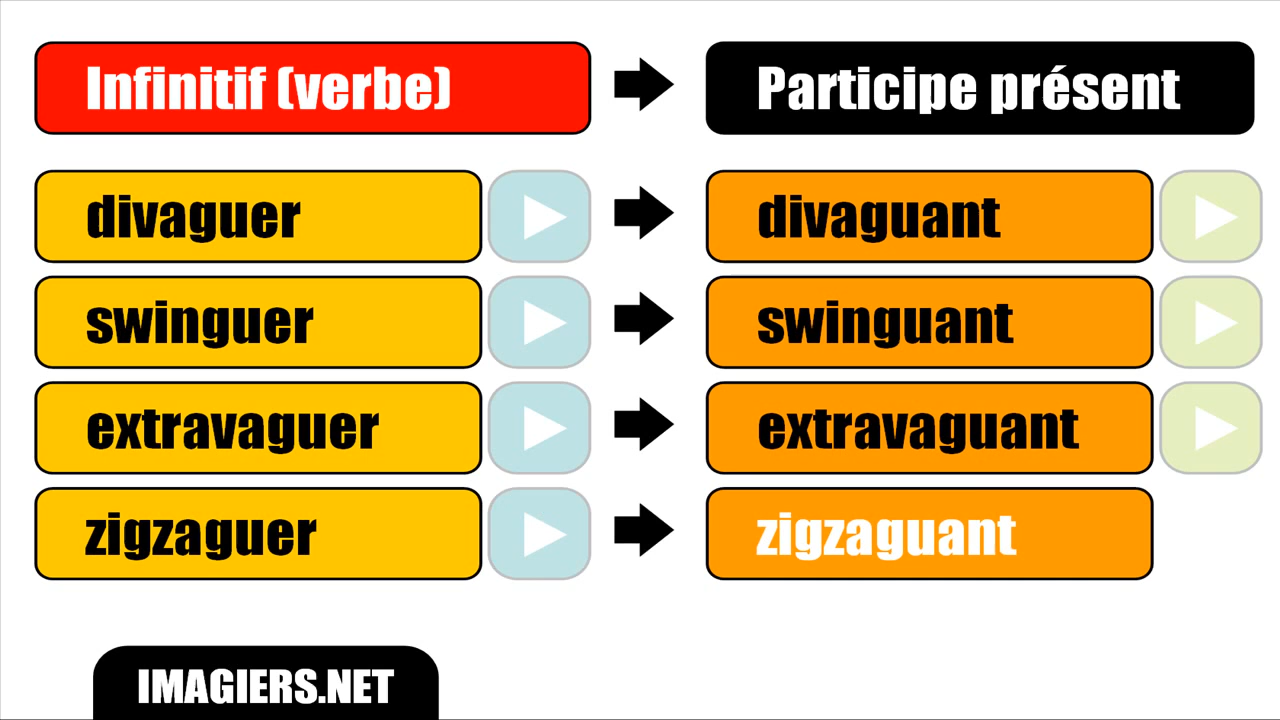 Infinitif (verbe) Participe présent
divaguer divaguant
swinguer swinguant
extravaguer extravaguant
zigzaguer zigzaguant
IMAGIERS.NET